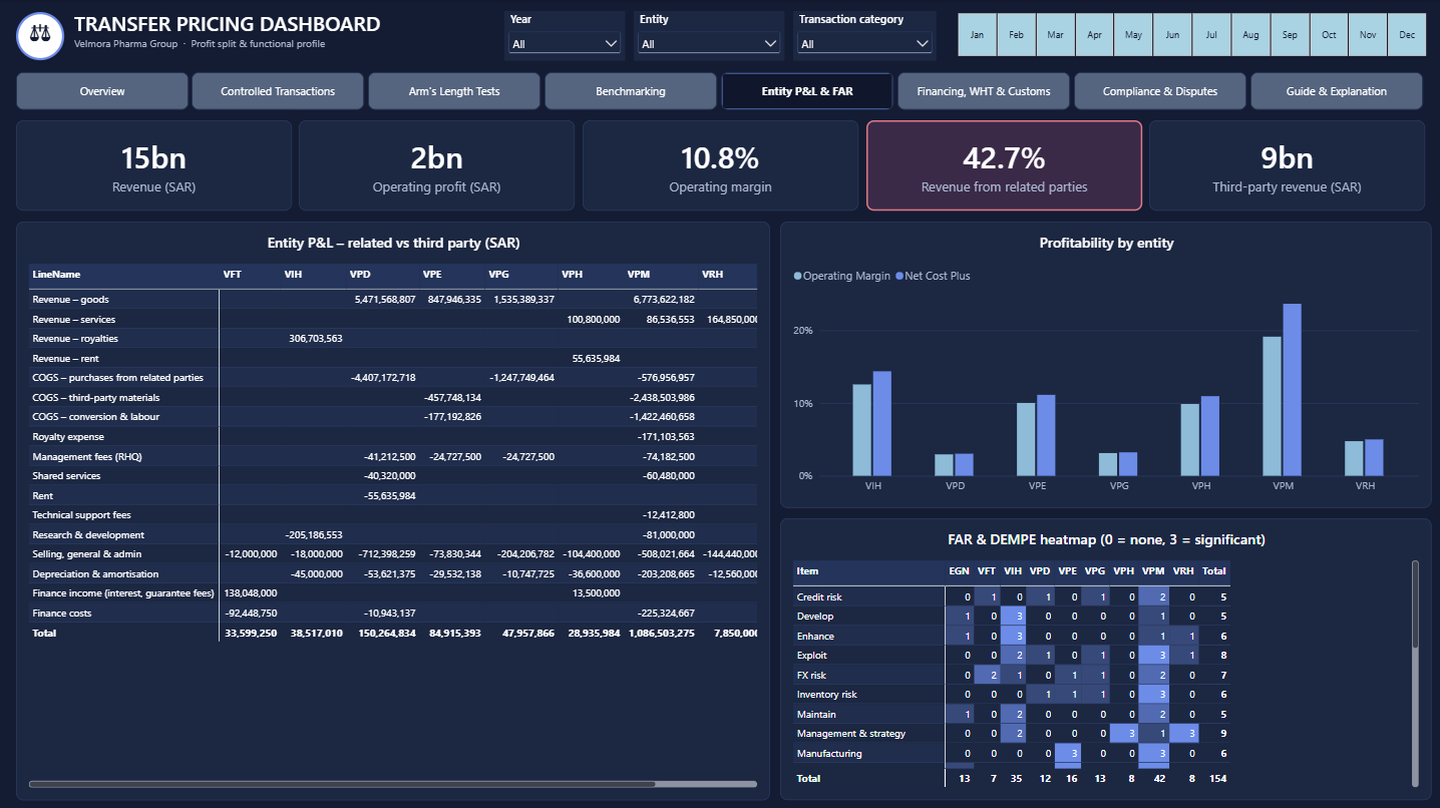 TRANSFER PRICING DASHBOARD
Velmora Pharma Group · Profit split & functional profile
Year
All
Entity
All
Transaction category
All
Jan Feb Mar Apr May Jun Jul Aug Sep Oct Nov Dec
Overview
Controlled Transactions
Arm's Length Tests
Benchmarking
Entity P&L & FAR
Financing, WHT & Customs
Compliance & Disputes
Guide & Explanation
15bn
Revenue (SAR)
2bn
Operating profit (SAR)
10.8%
Operating margin
42.7%
Revenue from related parties
9bn
Third-party revenue (SAR)
Entity P&L – related vs third party (SAR)
LineName VFT VIH VPD VPE VPG VPH VPM VRH
Revenue – goods 5,471,568,807 847,946,335 1,535,389,337 6,773,622,182
Revenue – services 100,800,000 86,536,553 164,850,000
Revenue – royalties 306,703,563
Revenue – rent 55,635,984
COGS – purchases from related parties -4,407,172,718 -1,247,749,464 -576,956,957
COGS – third-party materials -457,748,134 -2,438,503,986
COGS – conversion & labour -177,192,826 -1,422,460,658
Royalty expense -171,103,563
Management fees (RHQ) -41,212,500 -24,727,500 -24,727,500 -74,182,500
Shared services -40,320,000 -60,480,000
Rent -55,635,984
Technical support fees -12,412,800
Research & development -205,186,553 -81,000,000
Selling, general & admin -12,000,000 -18,000,000 -712,398,259 -73,830,344 -204,206,782 -104,400,000 -508,021,664 -144,440,000
Depreciation & amortisation -45,000,000 -53,621,375 -29,532,138 -10,747,725 -36,600,000 -203,208,665 -12,560,000
Finance income (interest, guarantee fees) 138,048,000 13,500,000
Finance costs -92,448,750 -10,943,137 -225,324,667
Total 33,599,250 38,517,010 150,264,834 84,915,393 47,957,866 28,935,984 1,086,503,275 7,850,000
Profitability by entity
Operating Margin Net Cost Plus
20%
10%
0%
VIH VPD VPE VPG VPH VPM VRH
FAR & DEMPE heatmap (0 = none, 3 = significant)
Item EGN VFT VIH VPD VPE VPG VPH VPM VRH Total
Credit risk 0 1 0 1 0 1 0 2 0 5
Develop 1 0 3 0 0 0 0 1 0 5
Enhance 1 0 3 0 0 0 0 1 1 6
Exploit 0 0 2 1 0 1 0 3 1 8
FX risk 0 2 1 0 1 1 0 2 0 7
Inventory risk 0 0 0 1 1 1 0 3 0 6
Maintain 1 0 2 0 0 0 0 2 0 5
Management & strategy 0 0 2 0 0 0 3 1 3 9
Manufacturing 0 0 0 0 3 0 0 3 0 6
Total 13 7 35 12 16 13 8 42 8 154